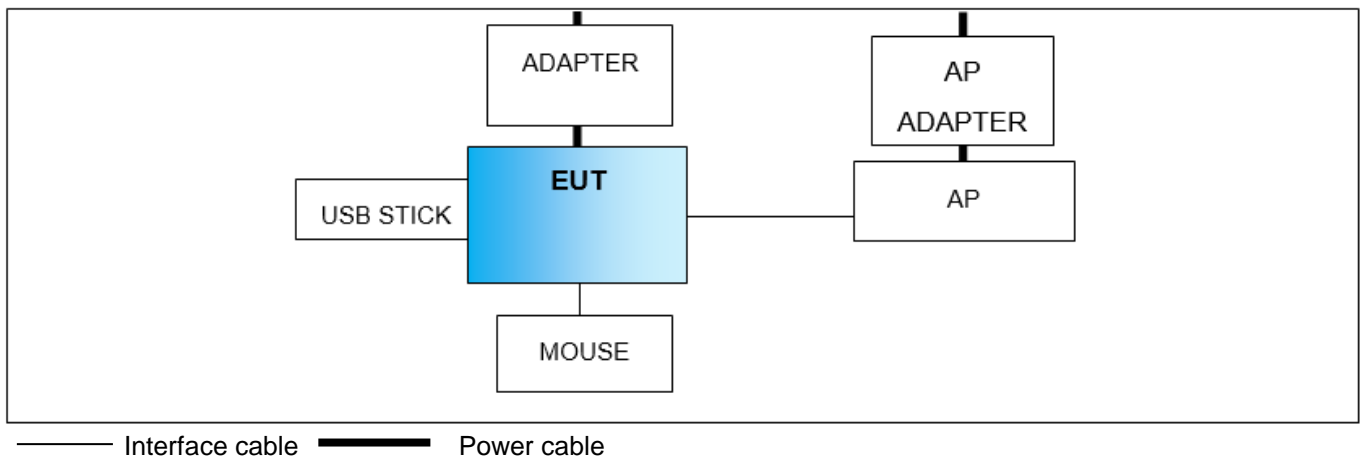 ADAPTER
AP
ADAPTER
EUT
AP
USB STICK
MOUSE
Interface cable Power cable